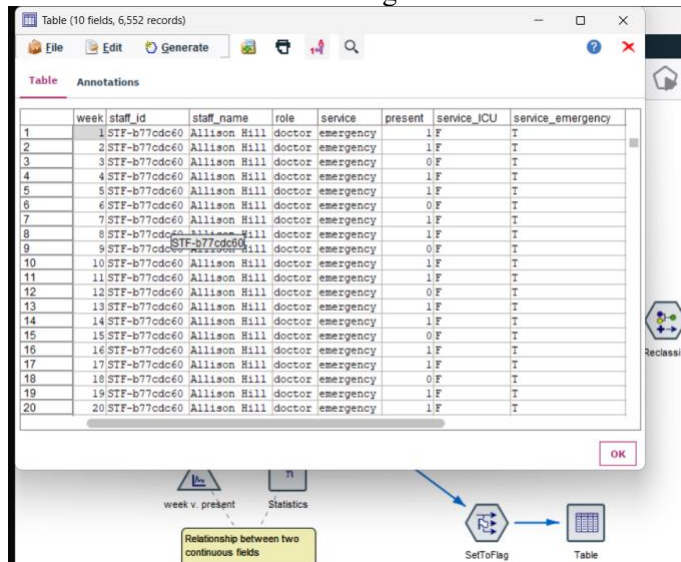 Table (10 fields, 6,552 records)
File Edit Generate
Table Annotations
week staff_id staff_name role service present service_ICU service_emergency
1 1 STF-b77cdc60 Allison Hill doctor emergency 1 F T
2 2 STF-b77cdc60 Allison Hill doctor emergency 1 F T
3 3 STF-b77cdc60 Allison Hill doctor emergency 0 F T
4 4 STF-b77cdc60 Allison Hill doctor emergency 1 F T
5 5 STF-b77cdc60 Allison Hill doctor emergency 1 F T
6 6 STF-b77cdc60 Allison Hill doctor emergency 0 F T
7 7 STF-b77cdc60 Allison Hill doctor emergency 1 F T
8 8 STF-b77cdc60 Allison Hill doctor emergency 1 F T
STF-b77cdc60
9 9 STF-b77cdc60 Allison Hill doctor emergency 0 F T
10 10 STF-b77cdc60 Allison Hill doctor emergency 1 F T
11 11 STF-b77cdc60 Allison Hill doctor emergency 1 F T
12 12 STF-b77cdc60 Allison Hill doctor emergency 0 F T
13 13 STF-b77cdc60 Allison Hill doctor emergency 1 F T
14 14 STF-b77cdc60 Allison Hill doctor emergency 1 F T
15 15 STF-b77cdc60 Allison Hill doctor emergency 0 F T
16 16 STF-b77cdc60 Allison Hill doctor emergency 1 F T
17 17 STF-b77cdc60 Allison Hill doctor emergency 1 F T
18 18 STF-b77cdc60 Allison Hill doctor emergency 0 F T
19 19 STF-b77cdc60 Allison Hill doctor emergency 1 F T
20 20 STF-b77cdc60 Allison Hill doctor emergency 1 F T
Reclassi
OK
week v. present Statistics
Relationship between two
continuous fields
SetToFlag Table